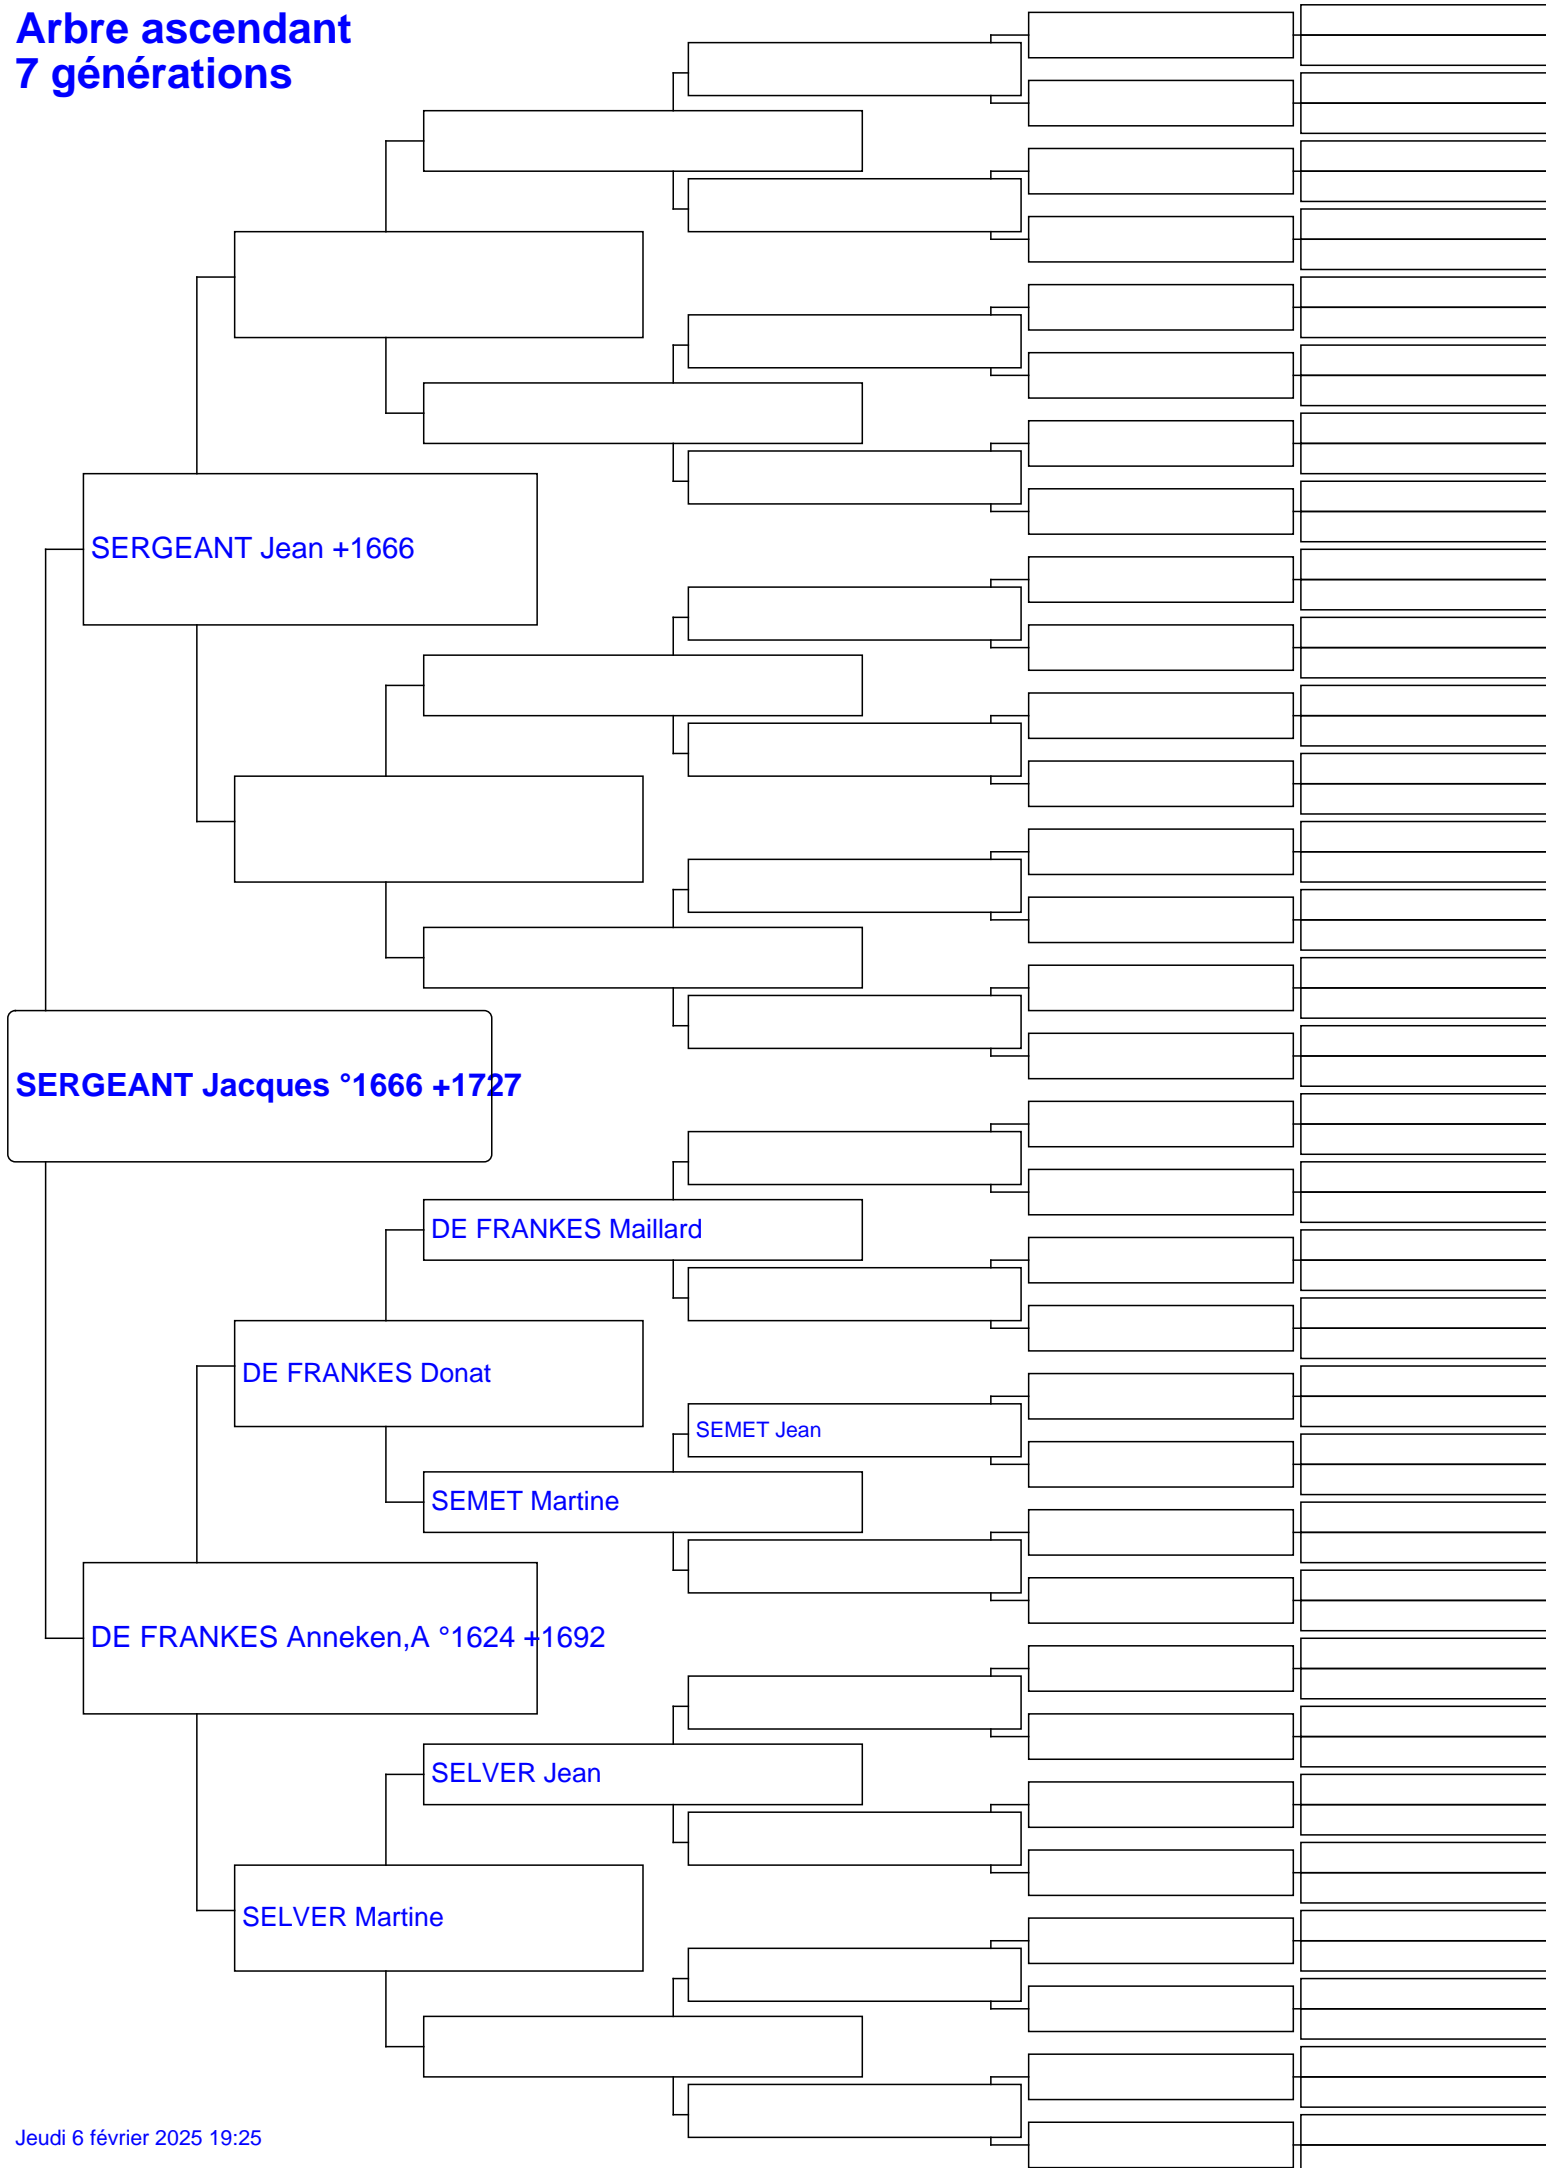 Arbre ascendant
7 générations
SERGEANT Jean +1666
SERGEANT Jacques °1666 +1727
DE FRANKES Maillard
DE FRANKES Donat
SEMET Jean
SEMET Martine
DE FRANKES Anneken,A °1624 +1692
SELVER Jean
SELVER Martine
Jeudi 6 février 2025 19:25